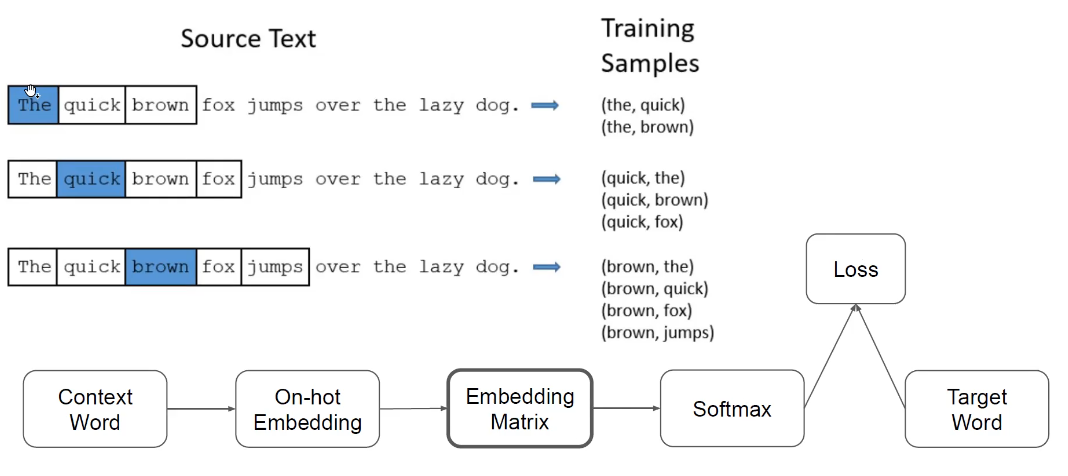 Source Text
Training
Samples
The quick brown fox jumps over the lazy dog.
(the, quick)
(the, brown)
The quick brown fox jumps over the lazy dog.
(quick, the)
(quick, brown)
(quick, fox)
The quick brown fox jumps over the lazy dog.
(brown, the)
(brown, quick)
(brown, fox)
(brown, jumps)
Loss
Context
Word
On-hot
Embedding
Embedding
Matrix
Softmax
Target
Word